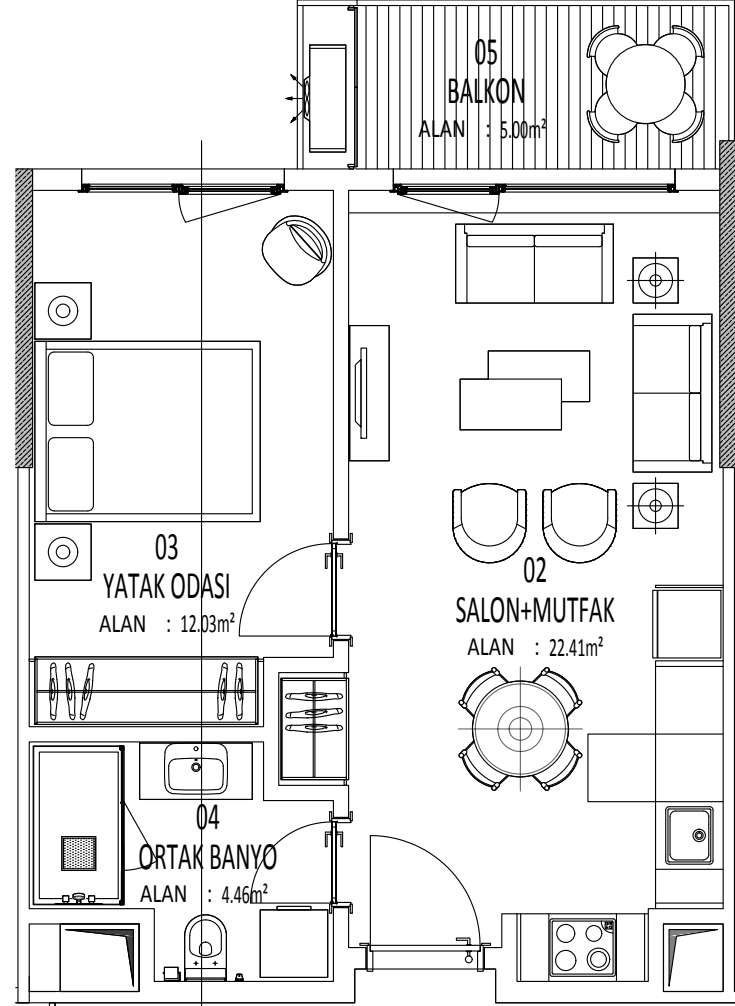 05
BALKON
ALAN : 5.00m²
03
YATAK ODASI
ALAN : 12.03m²
02
SALON+MUTFAK
ALAN : 22.41m²
04
ORTAK BANYO
ALAN : 4.46m²